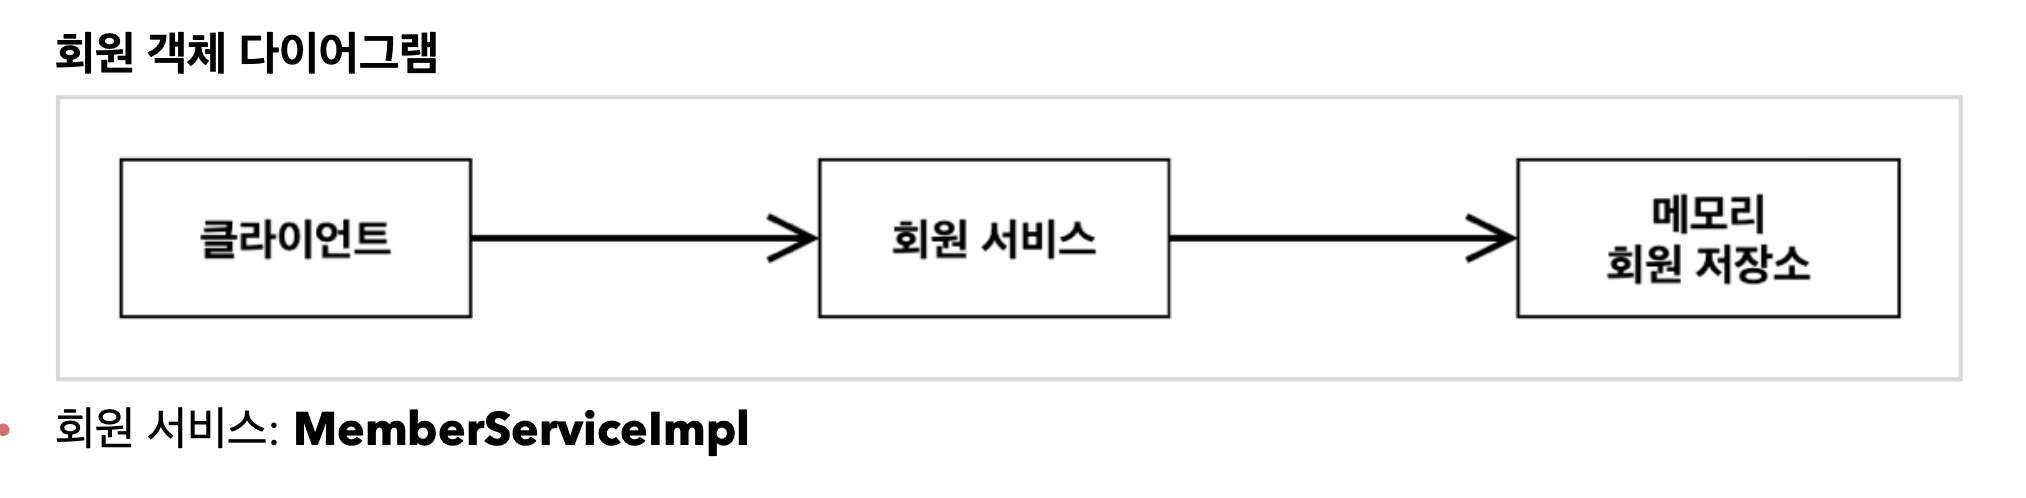 회원 객체 다이어그램
클라이언트
회원 서비스
메모리
회원 저장소
회원 서비스: MemberServiceImpl